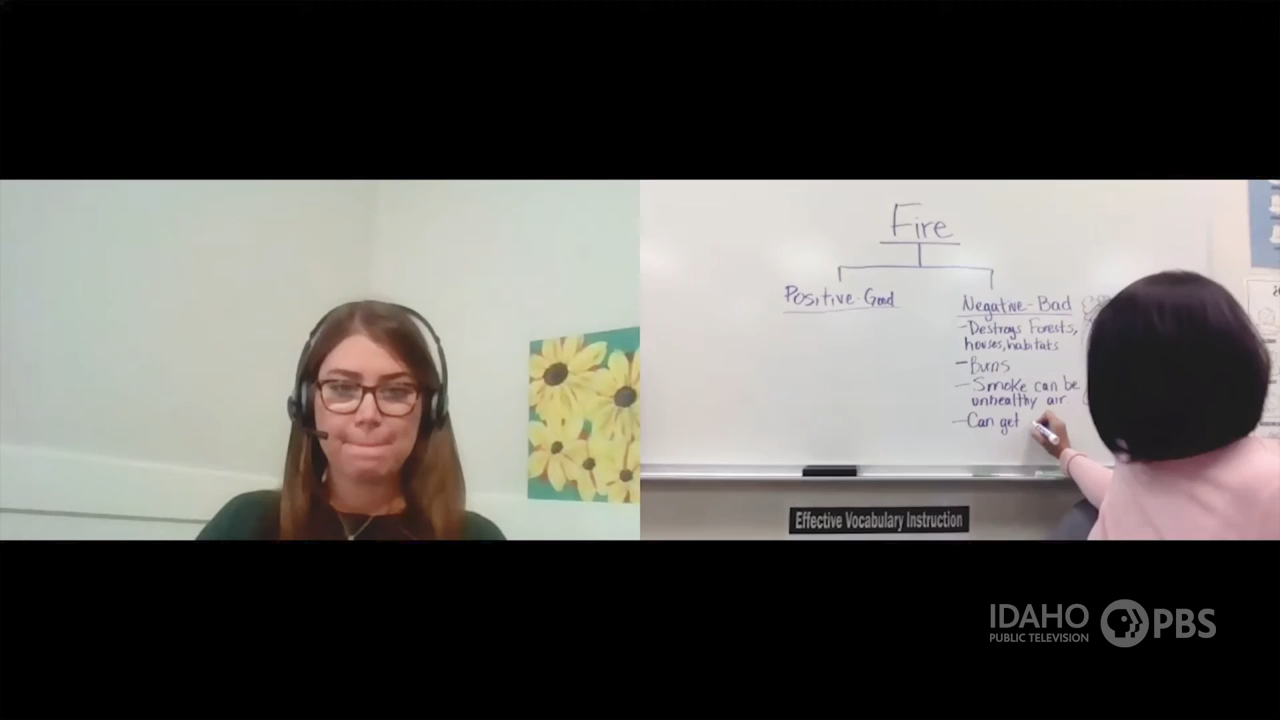 Fire
Positive-Good
Negative-Bad
-Destroys Forests,
houses, habitats
-Burns
-Smoke can be
unhealthy air
-Can get
Effective Vocabulary Instruction
IDAHO
PUBLIC TELEVISION
PBS